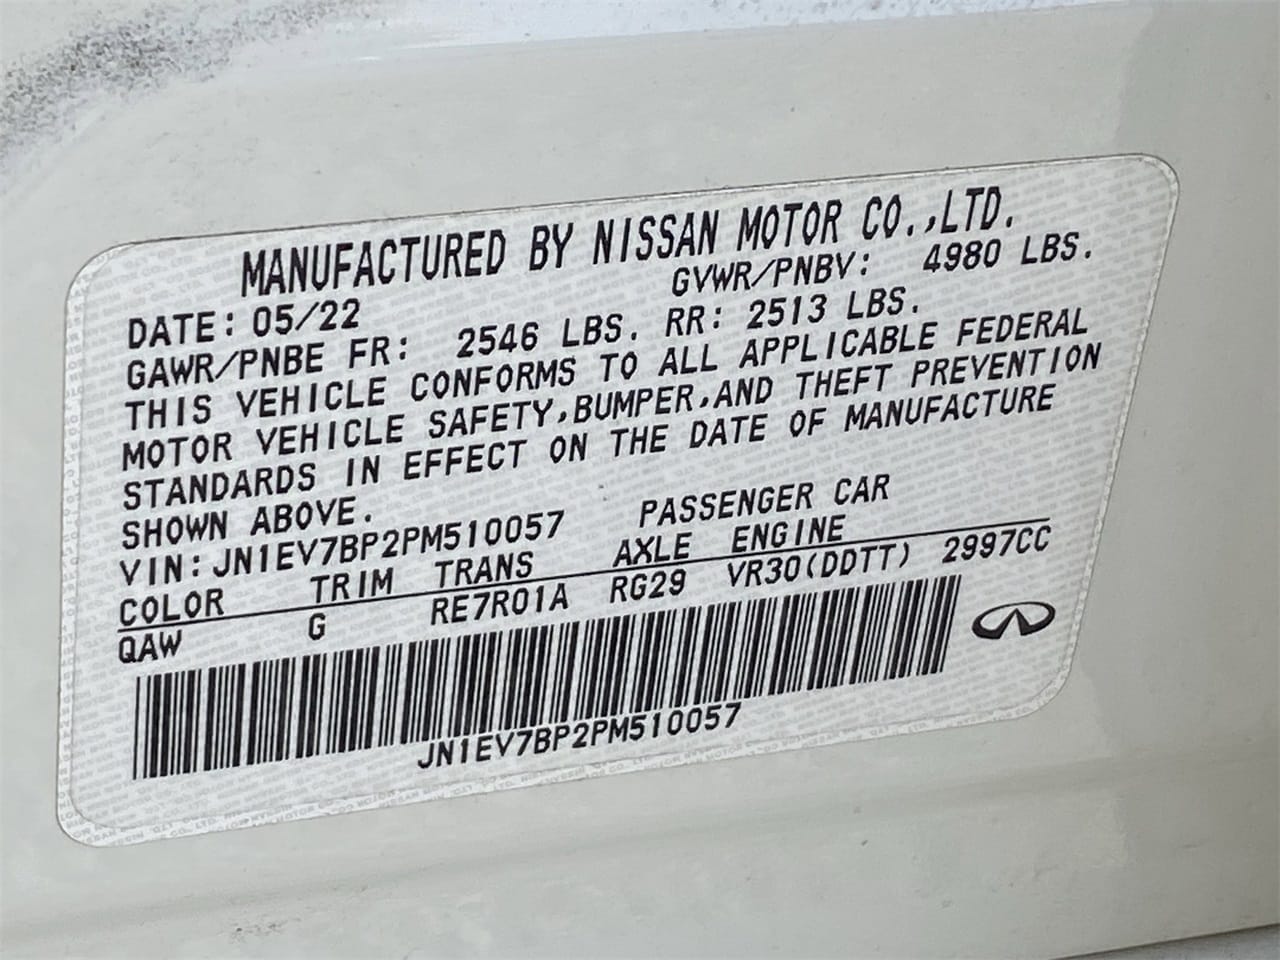 MANUFACTURED BY NISSAN MOTOR CO.,LTD.
DATE: 05/22 GVWR/PNBV: 4980 LBS.
GAWR/PNBE FR: 2546 LBS. RR: 2513 LBS.
THIS VEHICLE CONFORMS TO ALL APPLICABLE FEDERAL
MOTOR VEHICLE SAFETY,BUMPER,AND THEFT PREVENTION
STANDARDS IN EFFECT ON THE DATE OF MANUFACTURE
SHOWN ABOVE.
VIN:JN1EV7BP2PM510057 PASSENGER CAR
COLOR TRIM TRANS AXLE ENGINE
QAW G RE7R01A RG29 VR30(DDTT) 2997CC
JN1EV7BP2PM510057